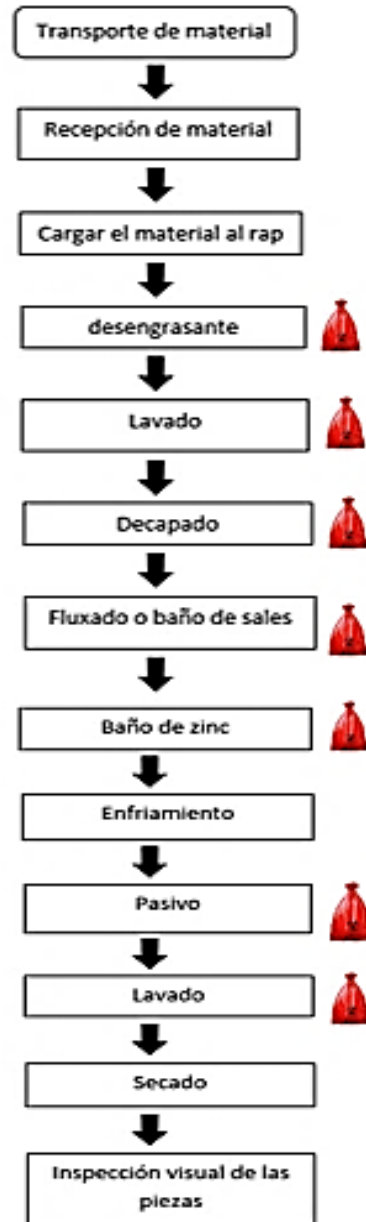 Transporte de material
Recepción de material
Cargar el material al rap
desengrasante
Lavado
Decapado
Fluxado o baño de sales
Baño de zinc
Enfriamiento
Pasivo
Lavado
Secado
Inspección visual de las
piezas